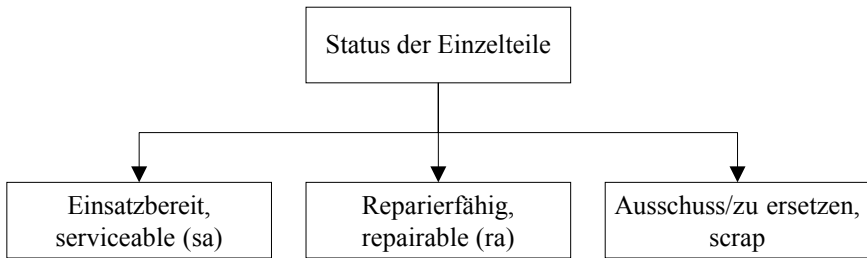 Status der Einzelteile
Einsatzbereit,
serviceable (sa)
Reparierfähig,
repairable (ra)
Ausschuss/zu ersetzen,
scrap